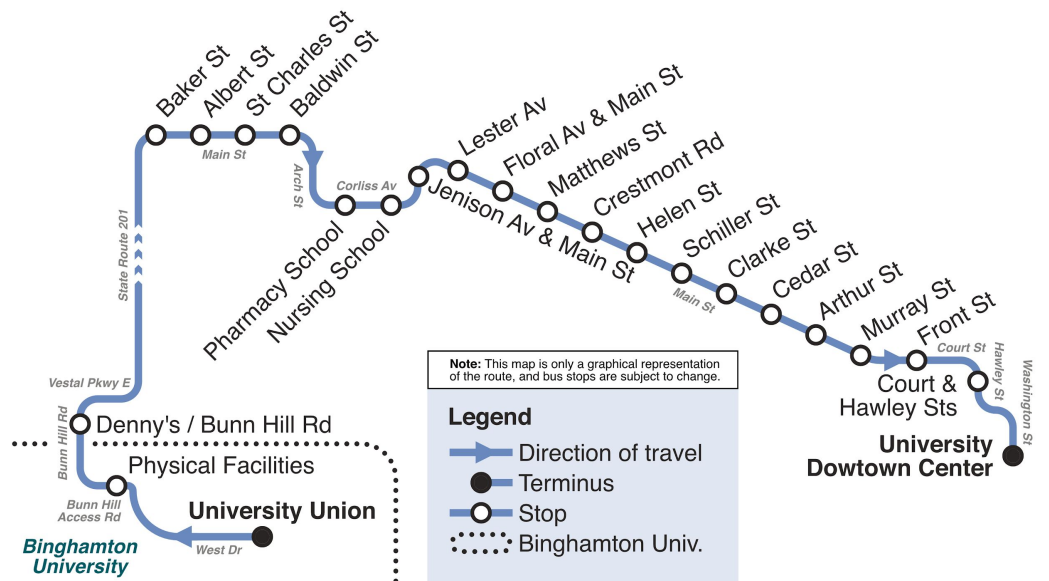 Baker St
Albert St
St Charles St
Baldwin St
Main St
Arch St
Corliss Av
Pharmacy School
Nursing School
Jenison Av & Main St
Lester Av
Floral Av & Main St
Matthews St
Crestmont Rd
Helen St
Schiller St
Main St
Clarke St
Cedar St
Arthur St
Murray St
Front St
Court St
Hawley St
Washington St
Court &
Hawley Sts
University
Dowtown Center
State Route 201
Vestal Pkwy E
Bunn Hill Rd
Denny's / Bunn Hill Rd
Physical Facilities
Bunn Hill
Access Rd
University Union
West Dr
Binghamton
University
Note: This map is only a graphical representation
of the route, and bus stops are subject to change.
Legend
Direction of travel
Terminus
Stop
Binghamton Univ.